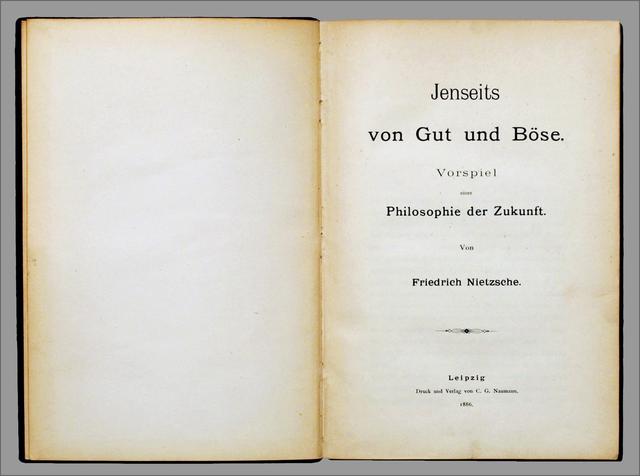 Jenseits
von Gut und Böse.
Vorspiel
einer
Philosophie der Zukunft.
Von
Friedrich Nietzsche.
Leipzig
Druck und Verlag von C. G. Naumann.
1886.